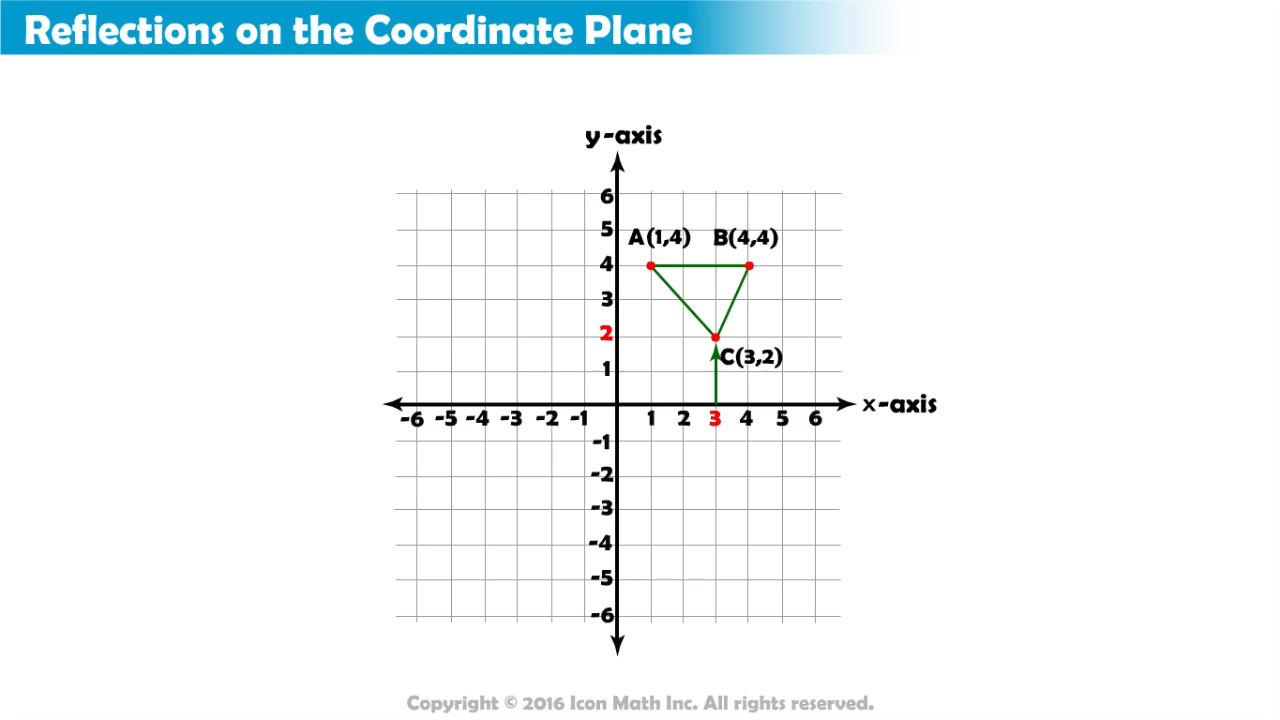 Reflections on the Coordinate Plane
y-axis
6
5
A(1,4) B(4,4)
4
3
2
C(3,2)
1
x-axis
-6 -5 -4 -3 -2 -1 1 2 3 4 5 6
-1
-2
-3
-4
-5
-6
Copyright © 2016 Icon Math Inc. All rights reserved.